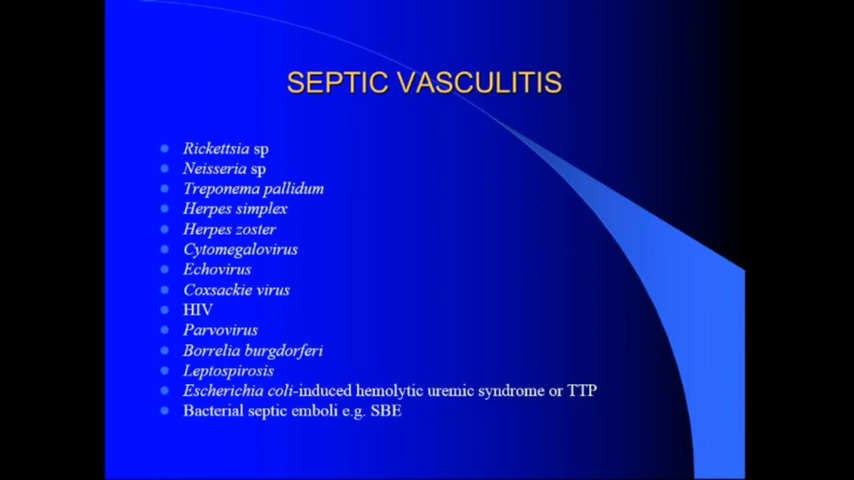 SEPTIC VASCULITIS
Rickettsia sp
Neisseria sp
Treponema pallidum
Herpes simplex
Herpes zoster
Cytomegalovirus
Echovirus
Coxsackie virus
HIV
Parvovirus
Borrelia burgdorferi
Leptospirosis
Escherichia coli-induced hemolytic uremic syndrome or TTP
Bacterial septic emboli e.g. SBE